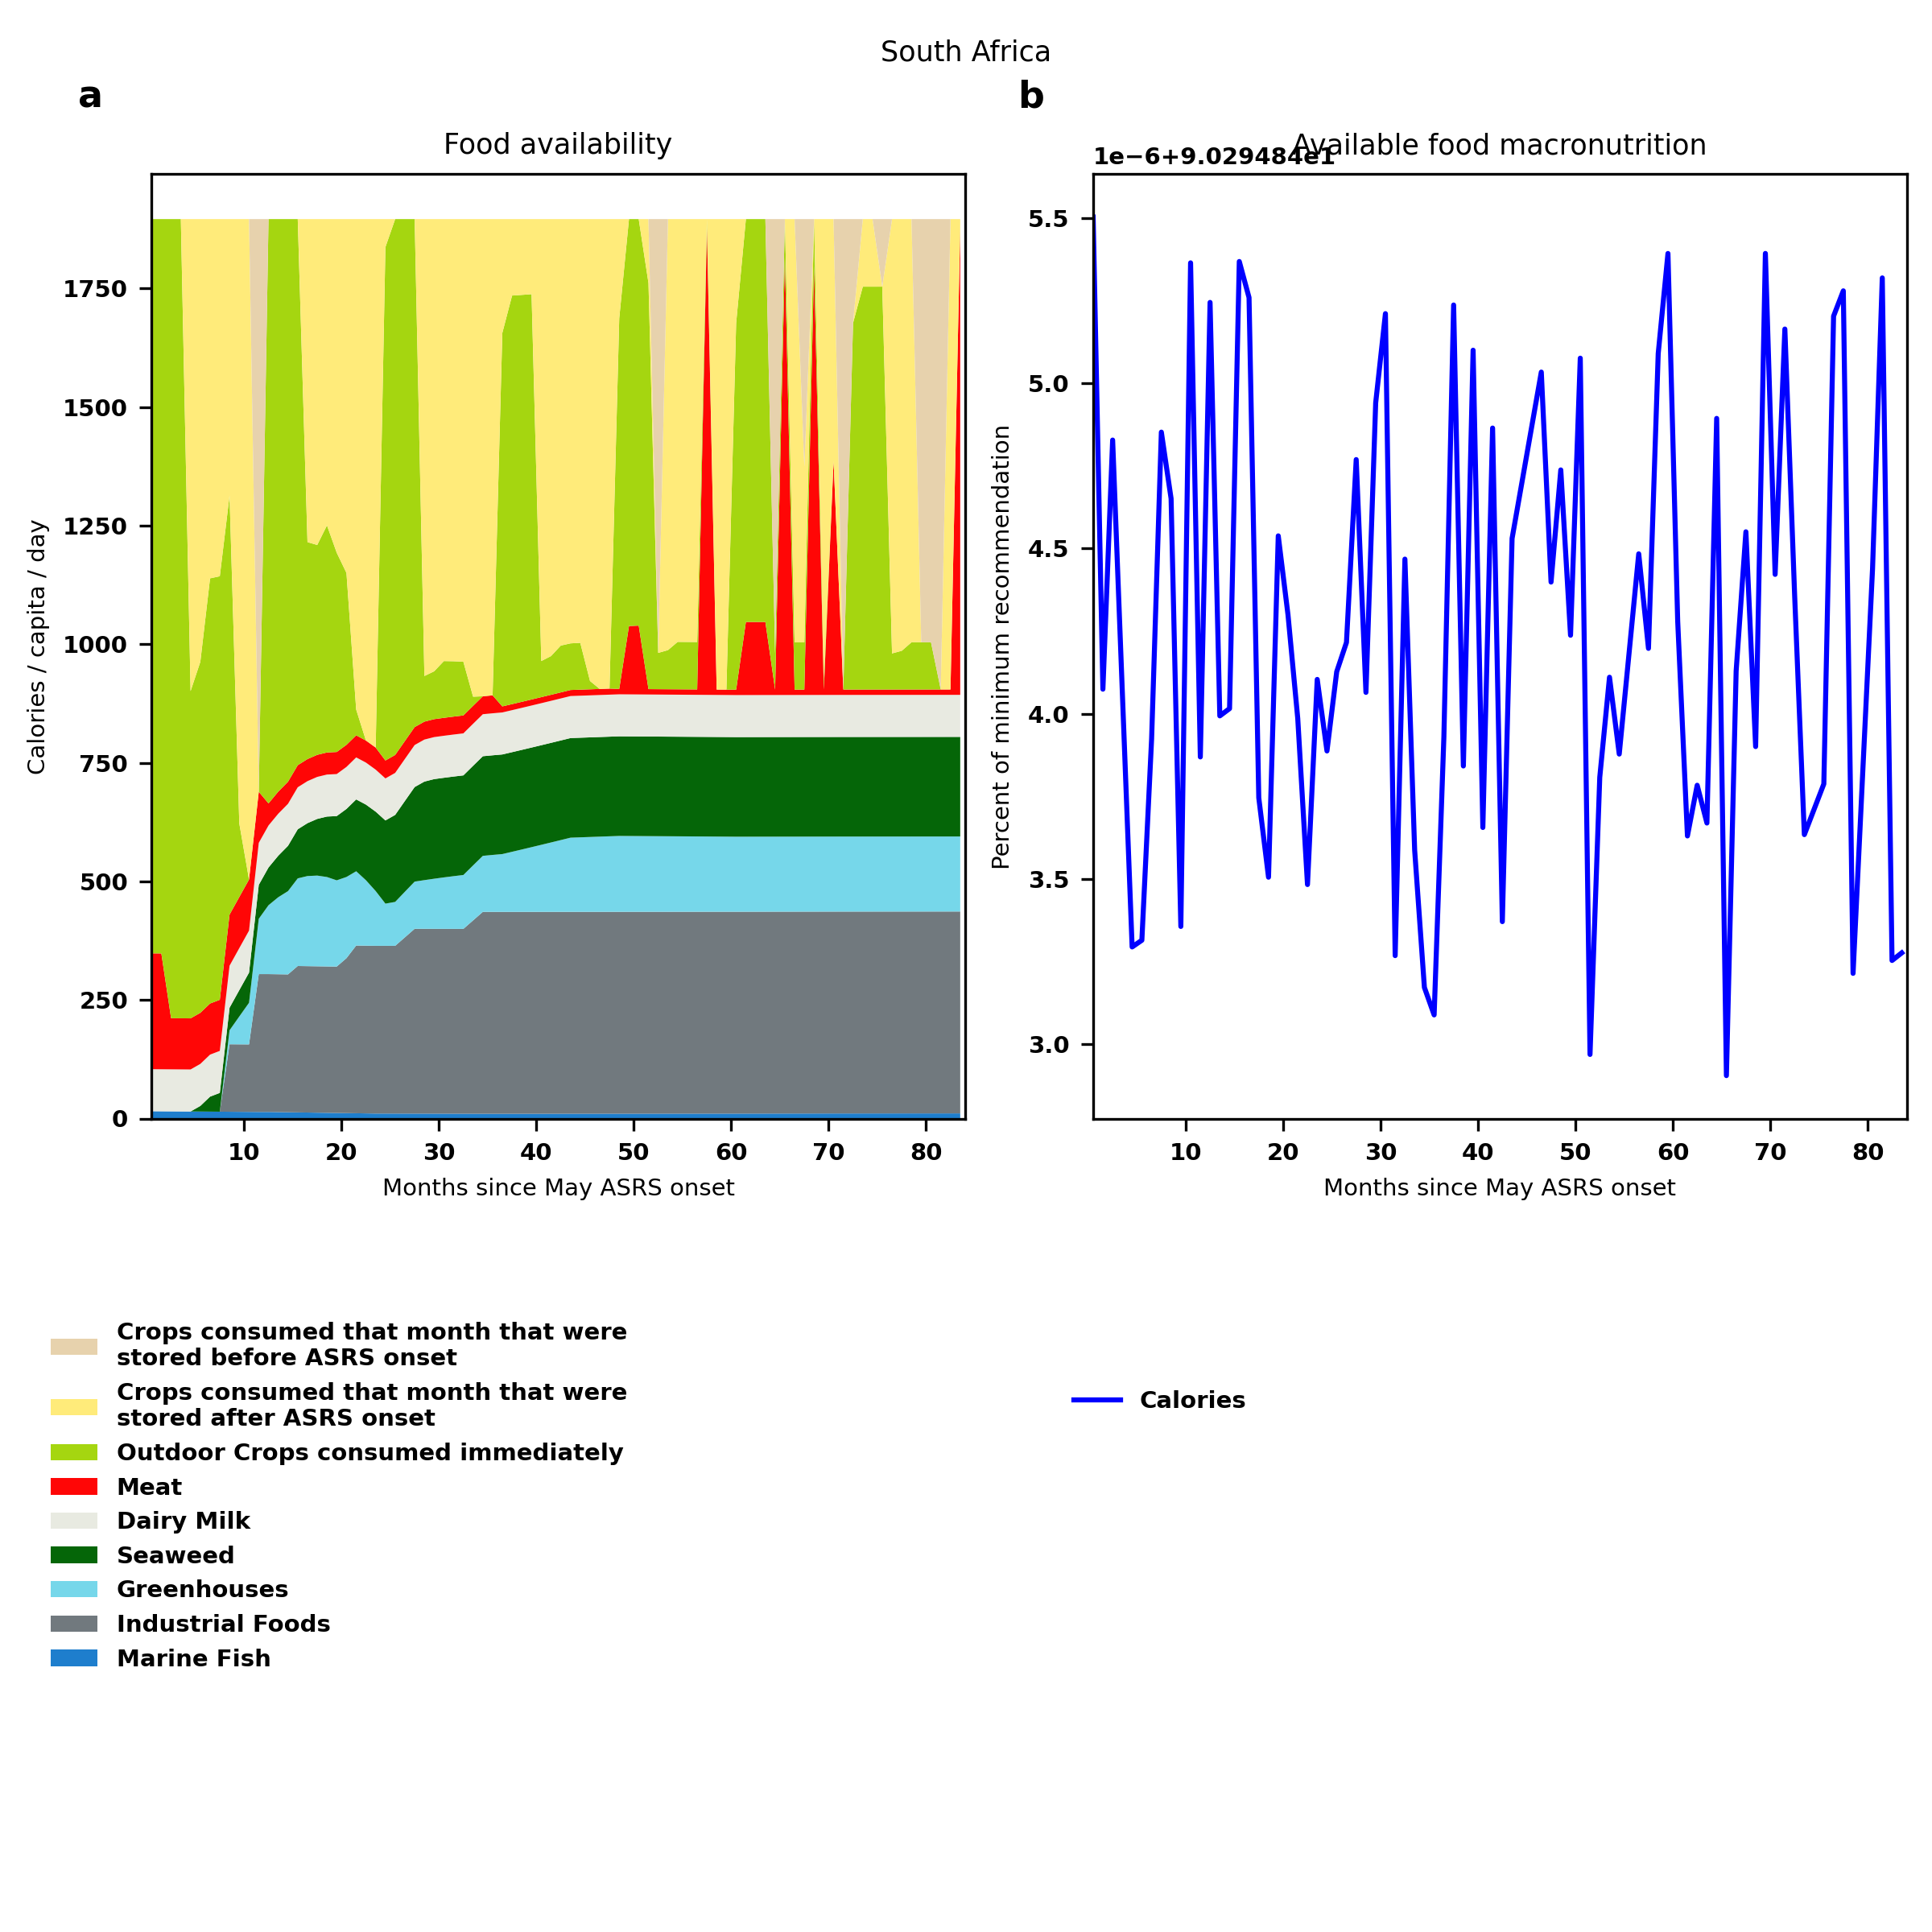 South Africa
a
b
Food availability
Available food macronutrition
1e−6+9.029484e1
Calories / capita / day
1750
1500
1250
1000
750
500
250
0
10 20 30 40 50 60 70 80
Months since May ASRS onset
Percent of minimum recommendation
5.5
5.0
4.5
4.0
3.5
3.0
10 20 30 40 50 60 70 80
Months since May ASRS onset
Crops consumed that month that were
stored before ASRS onset
Crops consumed that month that were
stored after ASRS onset
Outdoor Crops consumed immediately
Meat
Dairy Milk
Seaweed
Greenhouses
Industrial Foods
Marine Fish
Calories